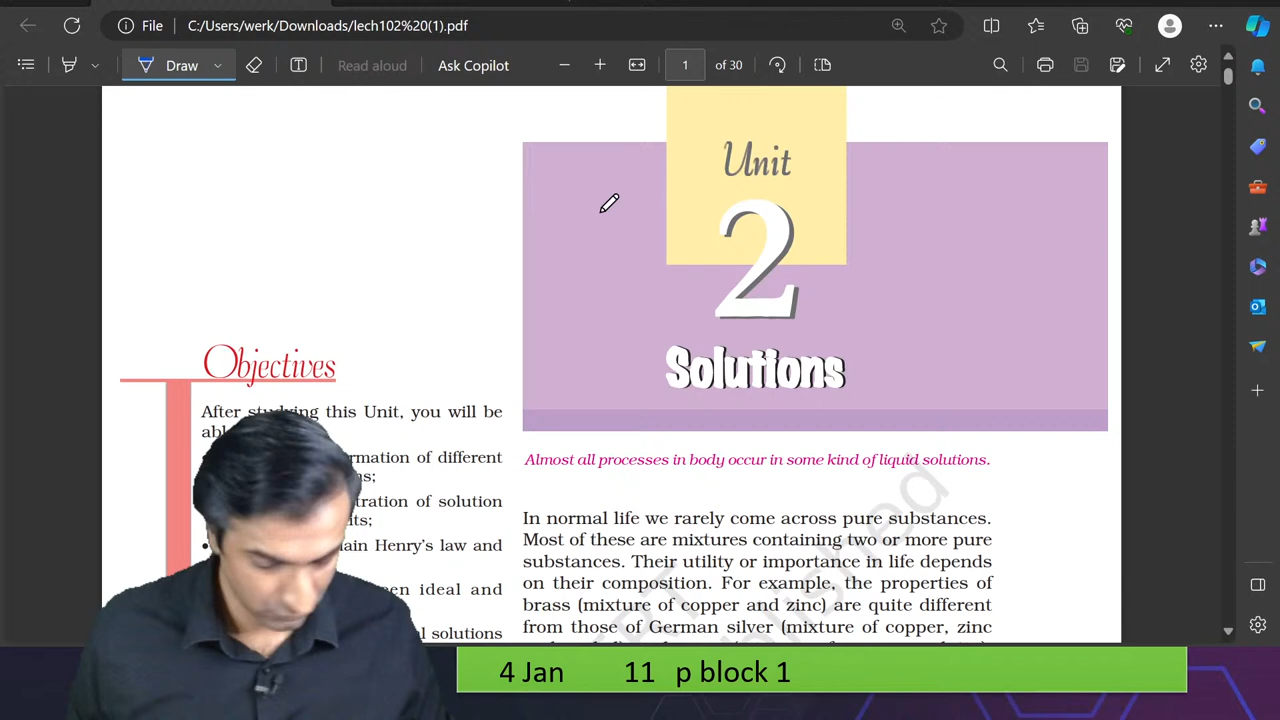 File C:/Users/werk/Downloads/lech102%20(1).pdf
Draw Read aloud Ask Copilot 1 of 30
Unit
2
Solutions
Objectives
After studying this Unit, you will be
formation of different
Henry's law and
ideal and
solutions
Almost all processes in body occur in some kind of liquid solutions.
In normal life we rarely come across pure substances.
Most of these are mixtures containing two or more pure
substances. Their utility or importance in life depends
on their composition. For example, the properties of
brass (mixture of copper and zinc) are quite different
from those of German silver (mixture of copper, zinc
4 Jan 11 p block 1